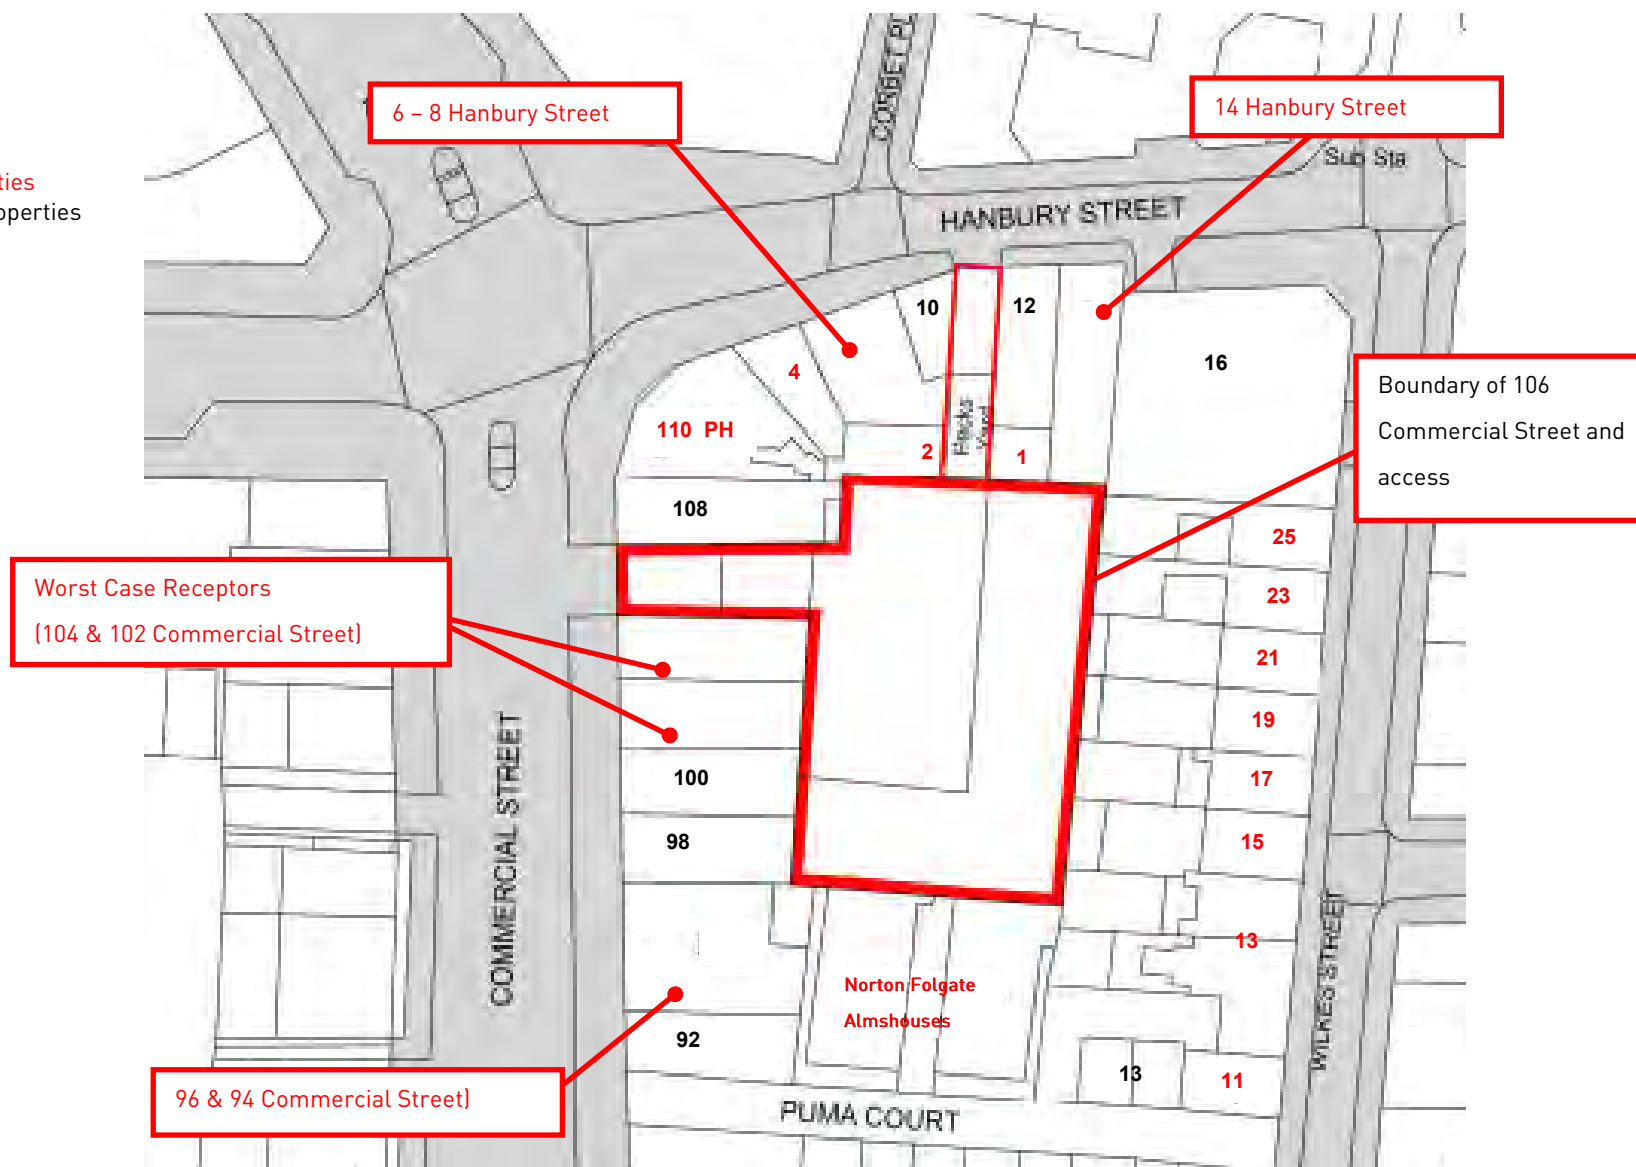 CORBET PL
6 – 8 Hanbury Street
14 Hanbury Street
Sub Sta
ties
operties
HANBURY STREET
10
12
16
4
Boundary of 106
Commercial Street and
access
110 PH
2
1
108
25
Worst Case Receptors
(104 & 102 Commercial Street)
23
21
19
100
17
98
15
COMMERCIAL STREET
13
WILKES STREET
Norton Folgate
Almshouses
92
13
11
96 & 94 Commercial Street)
PUMA COURT